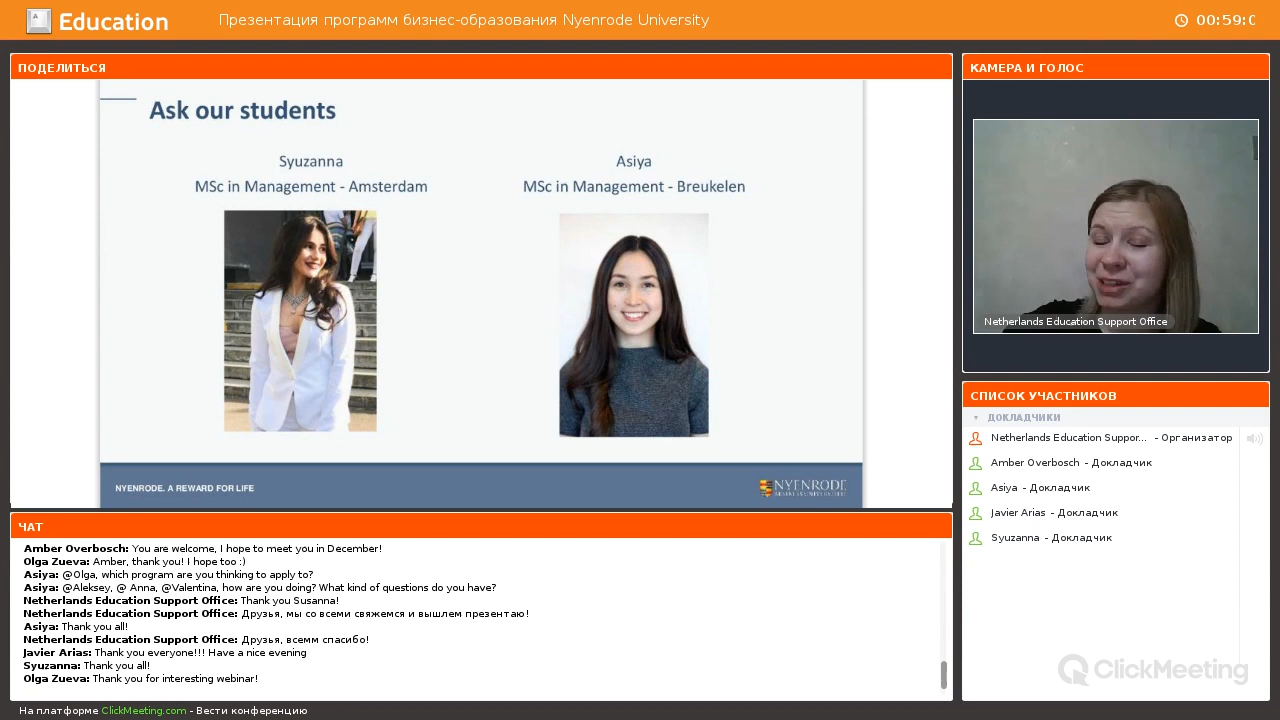 A
Education
Презентация программ бизнес-образования Nyenrode University
00:59:0
ПОДЕЛИТЬСЯ
Ask our students
Syuzanna
MSc in Management - Amsterdam
Asiya
MSc in Management - Breukelen
NYENRODE. A REWARD FOR LIFE
NYENRODE
КАМЕРА И ГОЛОС
Netherlands Education Support Office
СПИСОК УЧАСТНИКОВ
ДОКЛАДЧИКИ
Netherlands Education Suppor... - Организатор
Amber Overbosch - Докладчик
Asiya - Докладчик
Javier Arias - Докладчик
Syuzanna - Докладчик
ClickMeeting
ЧАТ
Amber Overbosch: You are welcome, I hope to meet you in December!
Olga Zueva: Amber, thank you! I hope too :)
Asiya: @Olga, which program are you thinking to apply to?
Asiya: @Aleksey, @ Anna, @Valentina, how are you doing? What kind of questions do you have?
Netherlands Education Support Office: Thank you Susanna!
Netherlands Education Support Office: Друзья, мы со всеми свяжемся и вышлем презентаю!
Asiya: Thank you all!
Netherlands Education Support Office: Друзья, всемм спасибо!
Javier Arias: Thank you everyone!!! Have a nice evening
Syuzanna: Thank you all!
Olga Zueva: Thank you for interesting webinar!
На платформе ClickMeeting.com - Вести конференцию